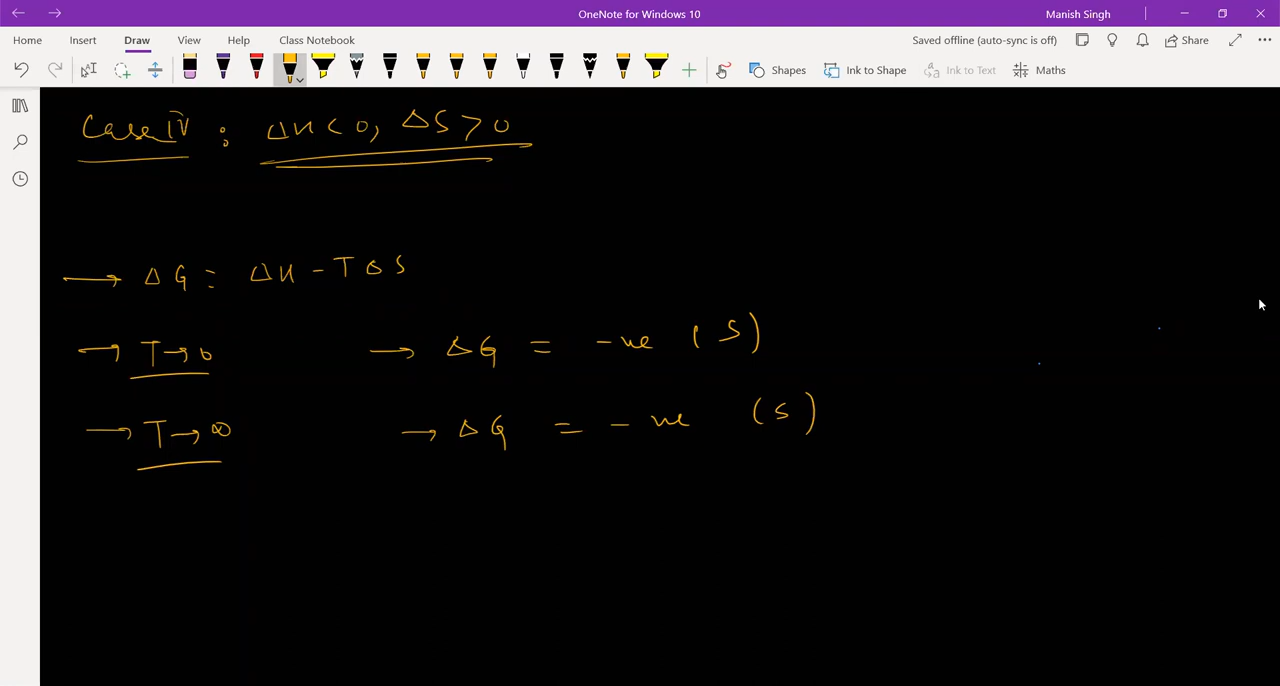 OneNote for Windows 10
Manish Singh
Home Insert Draw View Help Class Notebook
Saved offline (auto-sync is off) Share
Shapes Ink to Shape Ink to Text Maths
Case IV : ΔH < 0, ΔS > 0
→ ΔG = ΔH - TΔS
→ T → 0 → ΔG = -ve (S)
→ T → ∞ → ΔG = -ve (S)